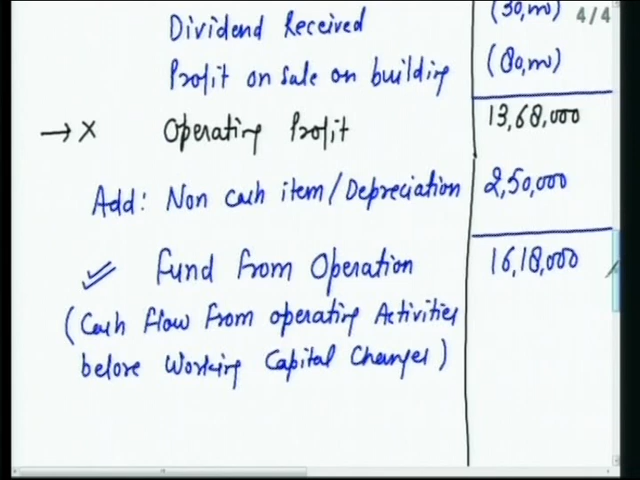 Dividend Received (30,m) 4/4
Profit on sale on building (80,m)
→ X Operating Profit 13,68,000
Add: Non cash item/Depreciation 2,50,000
Fund from Operation 16,18,000
(Cash flow from operating Activities
before Working Capital Changes)